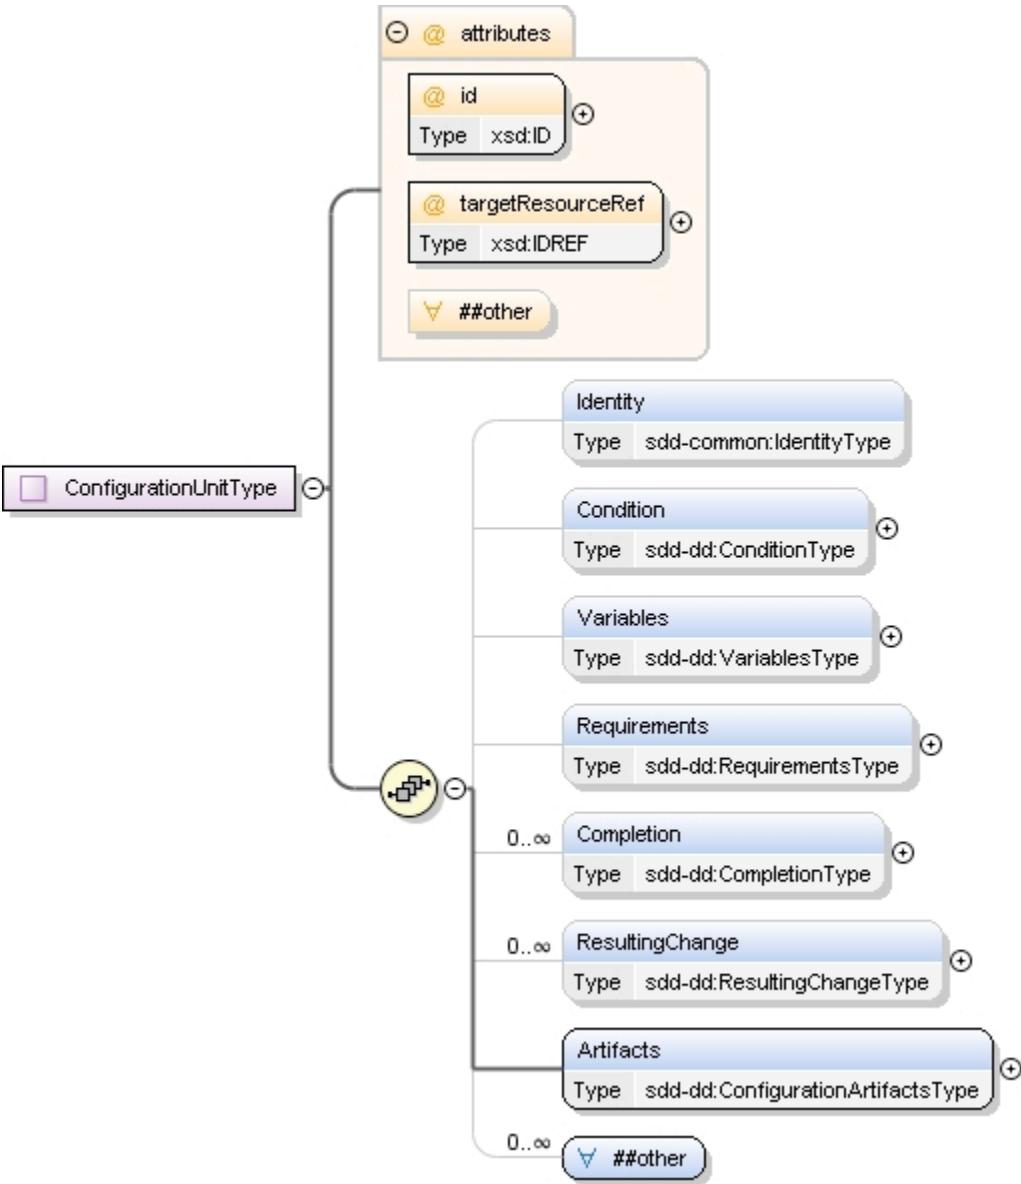 @ attributes
@ id
Type xsd:ID
@ targetResourceRef
Type xsd:IDREF
∀ ##other
ConfigurationUnitType
Identity
Type sdd-common:IdentityType
Condition
Type sdd-dd:ConditionType
Variables
Type sdd-dd:VariablesType
Requirements
Type sdd-dd:RequirementsType
0..∞
Completion
Type sdd-dd:CompletionType
0..∞
ResultingChange
Type sdd-dd:ResultingChangeType
Artifacts
Type sdd-dd:ConfigurationArtifactsType
0..∞
∀ ##other